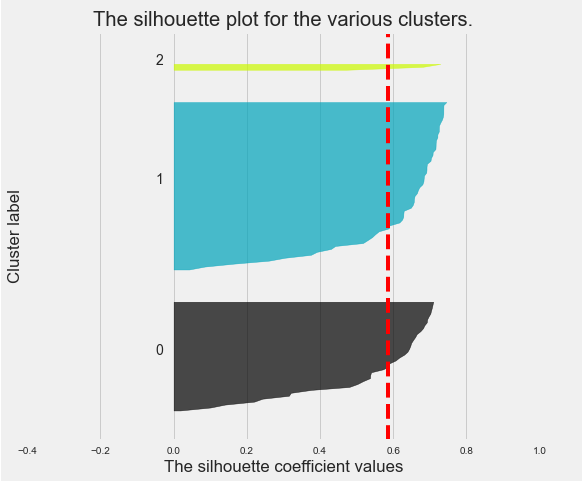 The silhouette plot for the various clusters.
2
1
0
Cluster label
−0.4 −0.2 0.0 0.2 0.4 0.6 0.8 1.0
The silhouette coefficient values